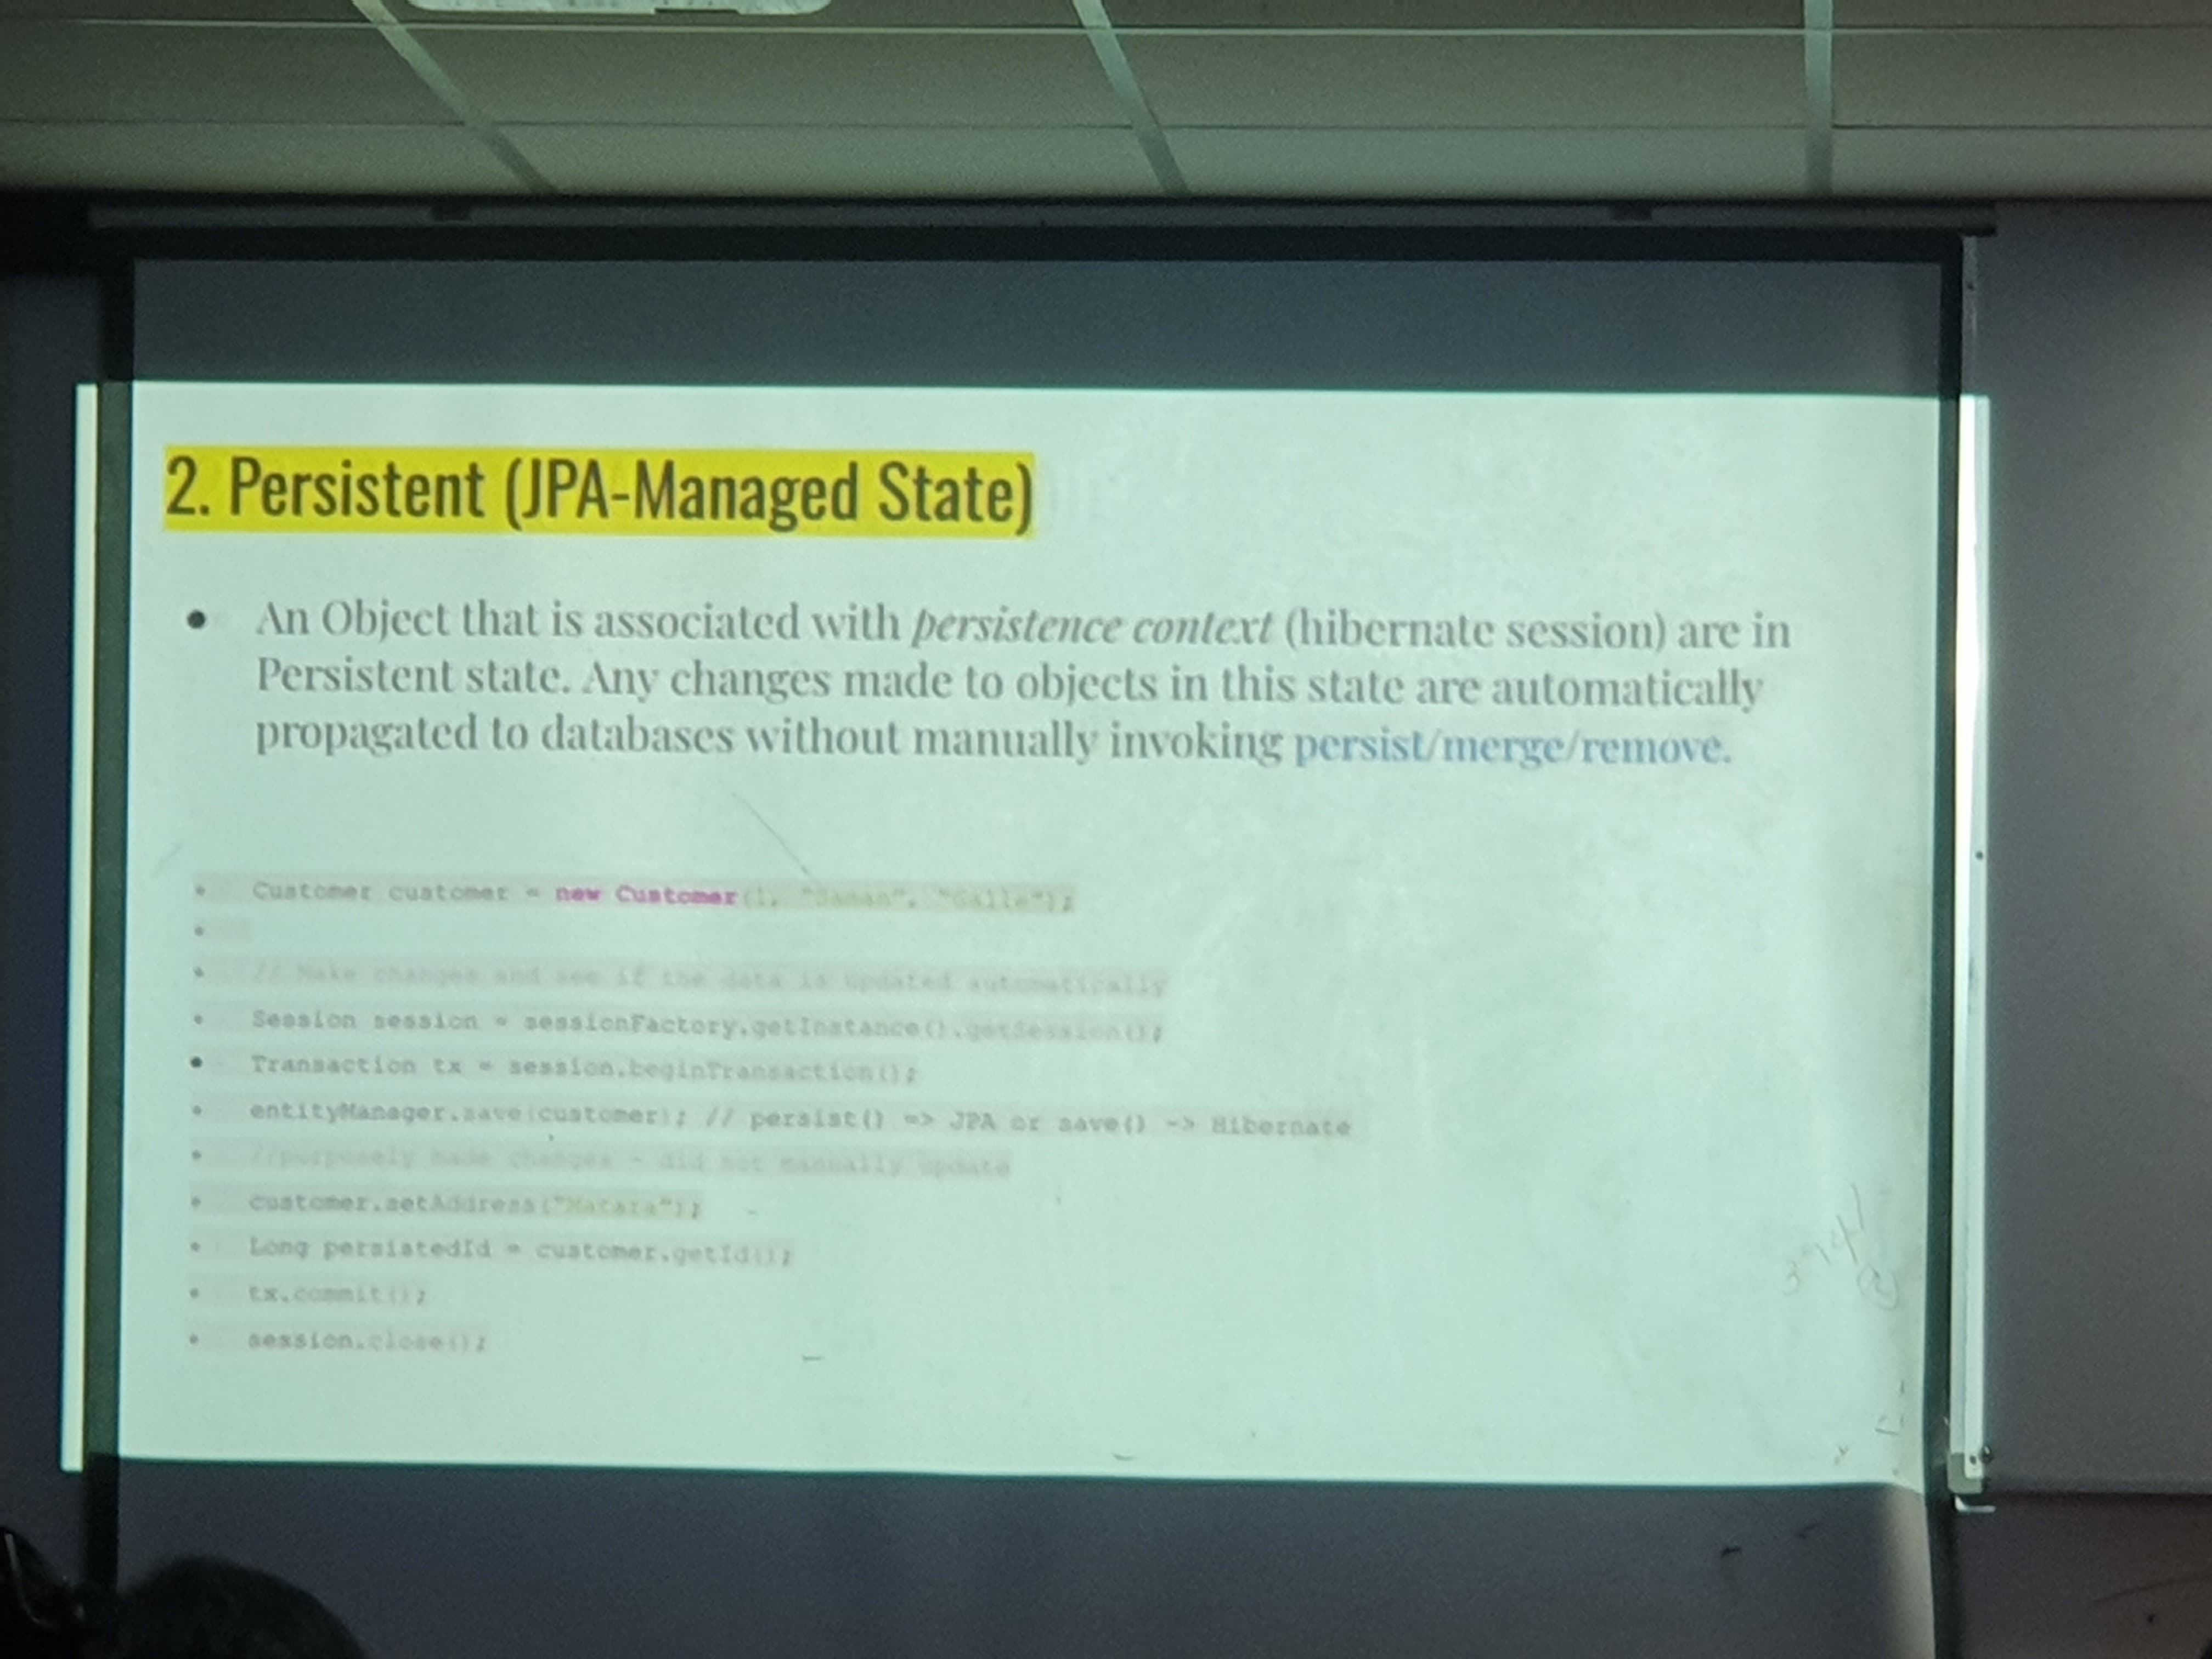 2. Persistent (JPA-Managed State)
• An Object that is associated with persistence context (hibernate session) are in
Persistent state. Any changes made to objects in this state are automatically
propagated to databases without manually invoking persist/merge/remove.
• Customer customer = new Customer(1, "Saman", "Galle");
•
• // Make changes and see if the data is updated automatically
• Session session = sessionFactory.getInstance().getSession();
• Transaction tx = session.beginTransaction();
• entityManager.save(customer); // persist() => JPA or save() -> Hibernate
• //purposely made changes - did not manually update
• customer.setAddress("Matara");
• Long persistedId = customer.getId();
• tx.commit();
• session.close();